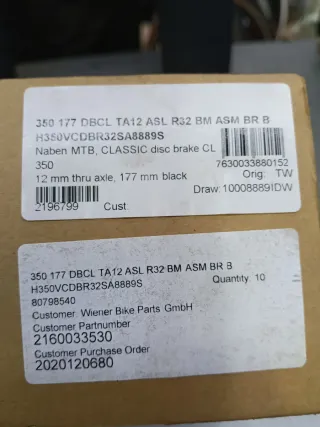 350 177 DBCL TA12 ASL R32 BM ASM BR B
H350VCDBR32SA8889S
Naben MTB, CLASSIC disc brake CL
350
7630033880152
12 mm thru axle, 177 mm black
Orig: TW
Draw: 10008891DW
2196799
Cust.
350 177 DBCL TA12 ASL R32 BM ASM BR B
H350VCDBR32SA8889S
Quantity: 10
80798540
Customer: Wiener Bike Parts GmbH
Customer Partnumber
2160033530
Customer Purchase Order
2020120680